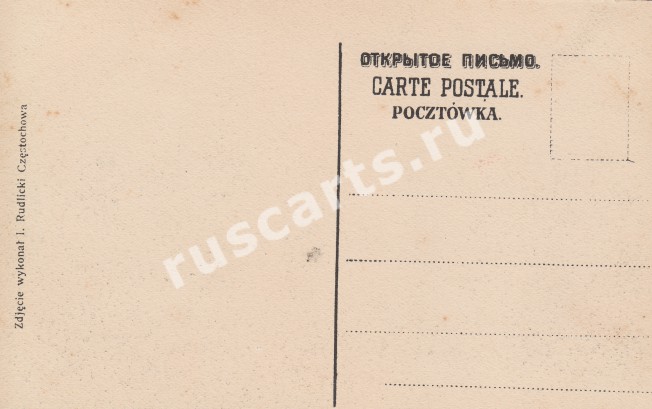 ОТКРЫТОЕ ПИСЬМО.
CARTE POSTALE.
POCZTÓWKA.
Zdjęcie wykonał I. Rudlicki Częstochowa
ruscarts.ru